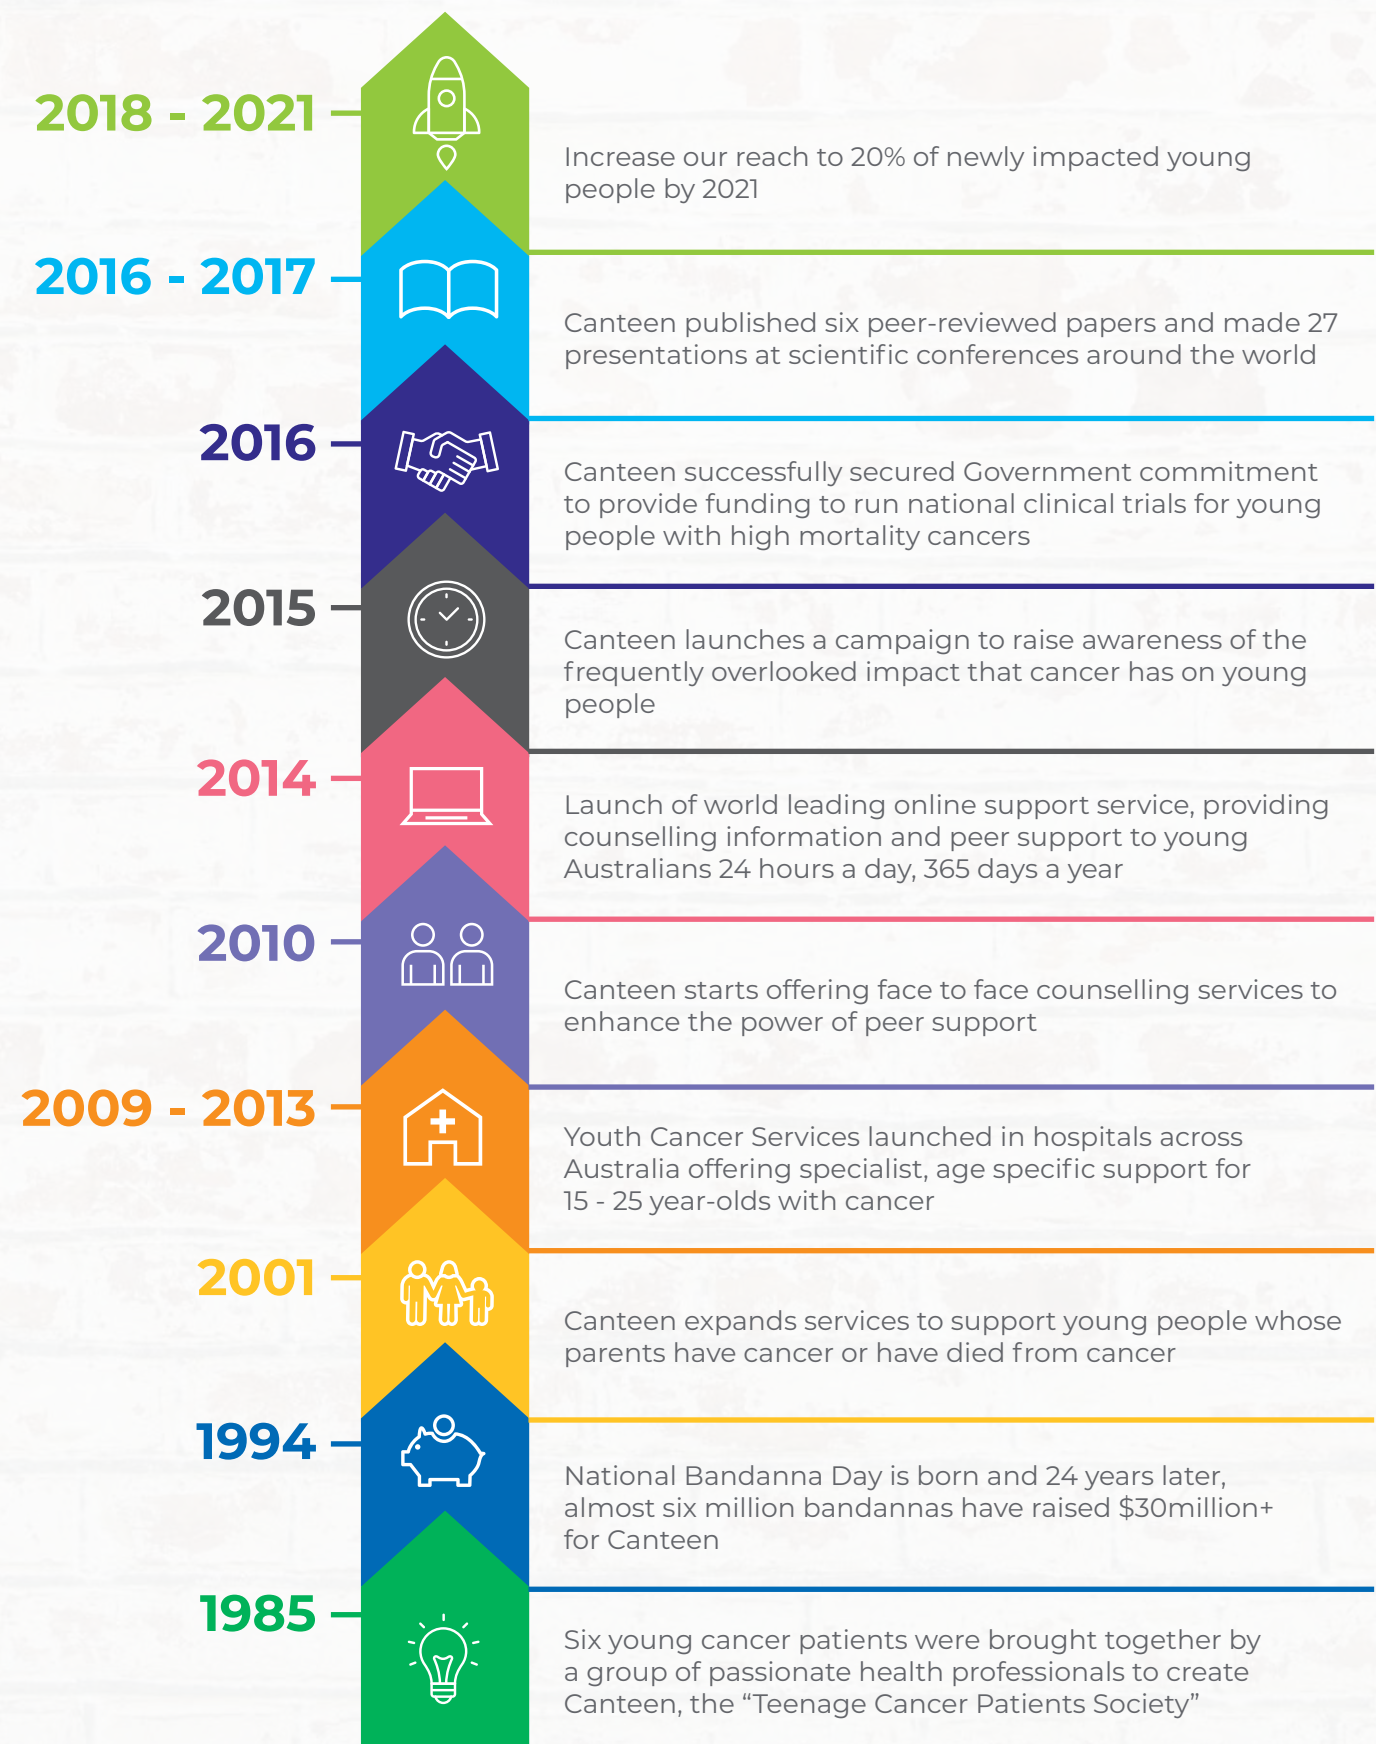 2018 - 2021
Increase our reach to 20% of newly impacted young
people by 2021
2016 - 2017
Canteen published six peer-reviewed papers and made 27
presentations at scientific conferences around the world
2016
Canteen successfully secured Government commitment
to provide funding to run national clinical trials for young
people with high mortality cancers
2015
Canteen launches a campaign to raise awareness of the
frequently overlooked impact that cancer has on young
people
2014
Launch of world leading online support service, providing
counselling information and peer support to young
Australians 24 hours a day, 365 days a year
2010
Canteen starts offering face to face counselling services to
enhance the power of peer support
2009 - 2013
Youth Cancer Services launched in hospitals across
Australia offering specialist, age specific support for
15 - 25 year-olds with cancer
2001
Canteen expands services to support young people whose
parents have cancer or have died from cancer
1994
National Bandanna Day is born and 24 years later,
almost six million bandannas have raised $30million+
for Canteen
1985
Six young cancer patients were brought together by
a group of passionate health professionals to create
Canteen, the “Teenage Cancer Patients Society”